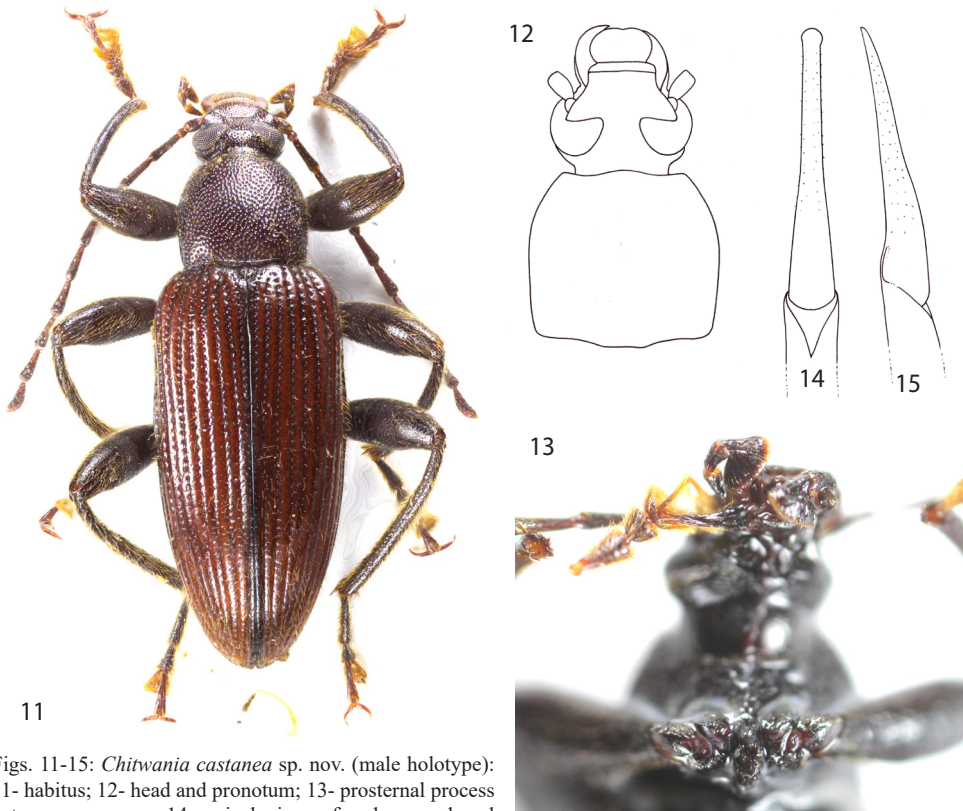 12
14
15
13
11
Figs. 11-15: Chitwania castanea sp. nov. (male holotype):
11- habitus; 12- head and pronotum; 13- prosternal process